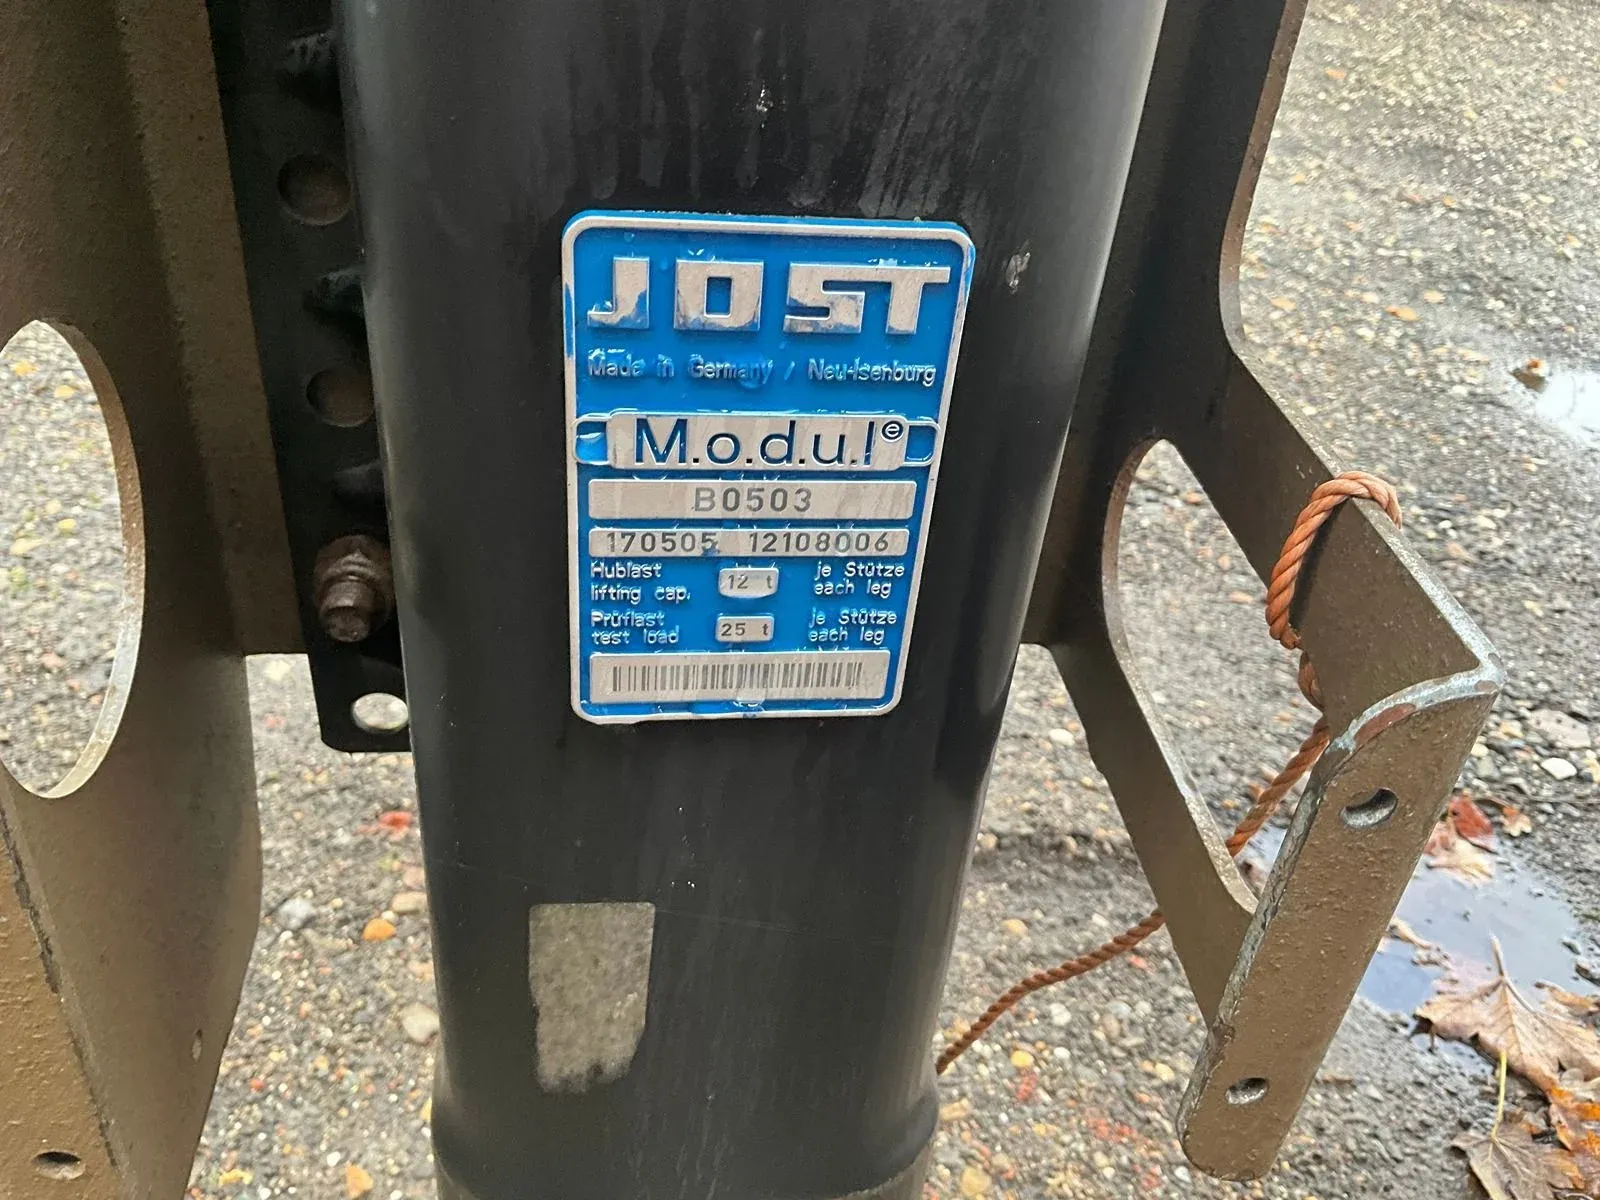 JOST
Made in Germany / Neu-Isenburg
M.o.d.u.l e
B0503
170505 12108006
Hublast 12 t je Stütze
lifting cap. each leg
Prüflast 25 t je Stütze
test load each leg